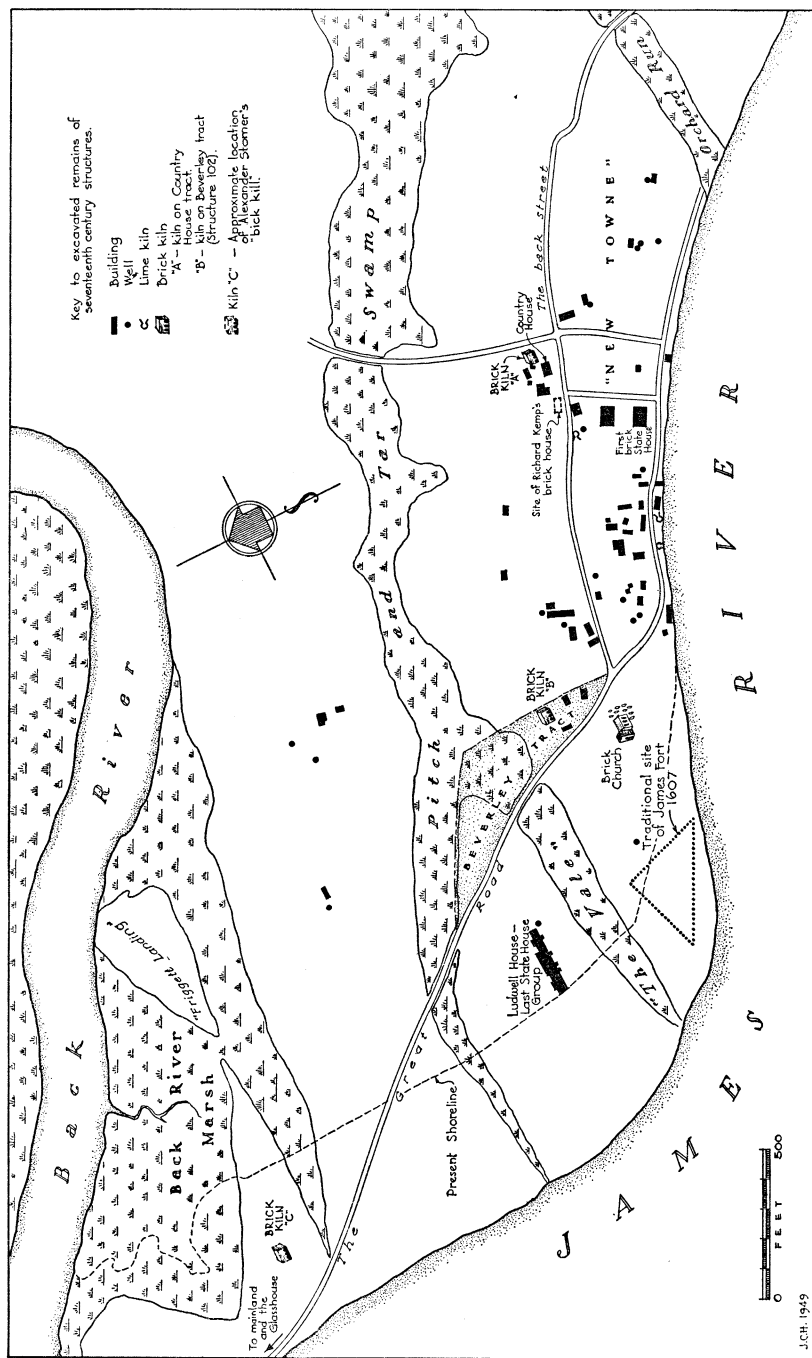 Key to excavated remains of
seventeenth century structures.
Building
Well
Lime kiln
Brick kiln
"A" – kiln on Country
House tract.
"B" – kiln on Beverley tract
(Structure 102).
Kiln "C" – Approximate location
of Alexander Stomer's
"bick kill."
Back River
"Friggett Landing"
Back River
Marsh
To mainland
and the
Glasshouse
BRICK
KILN
"C"
The Great Road
Present Shoreline
Pitch and Tar Swamp
BEVERLEY TRACT
BRICK
KILN
"B"
Ludwell House –
Last State House
Group
"The Vale"
Brick
Church
Traditional site
of James Fort
1607
Site of Richard Kemp's
brick house
BRICK
KILN
"A"
Country
House
First
brick
State
House
The back street
"NEW TOWNE"
Orchard Run
JAMES RIVER
S
0 500
FEET
J.C.H. 1949